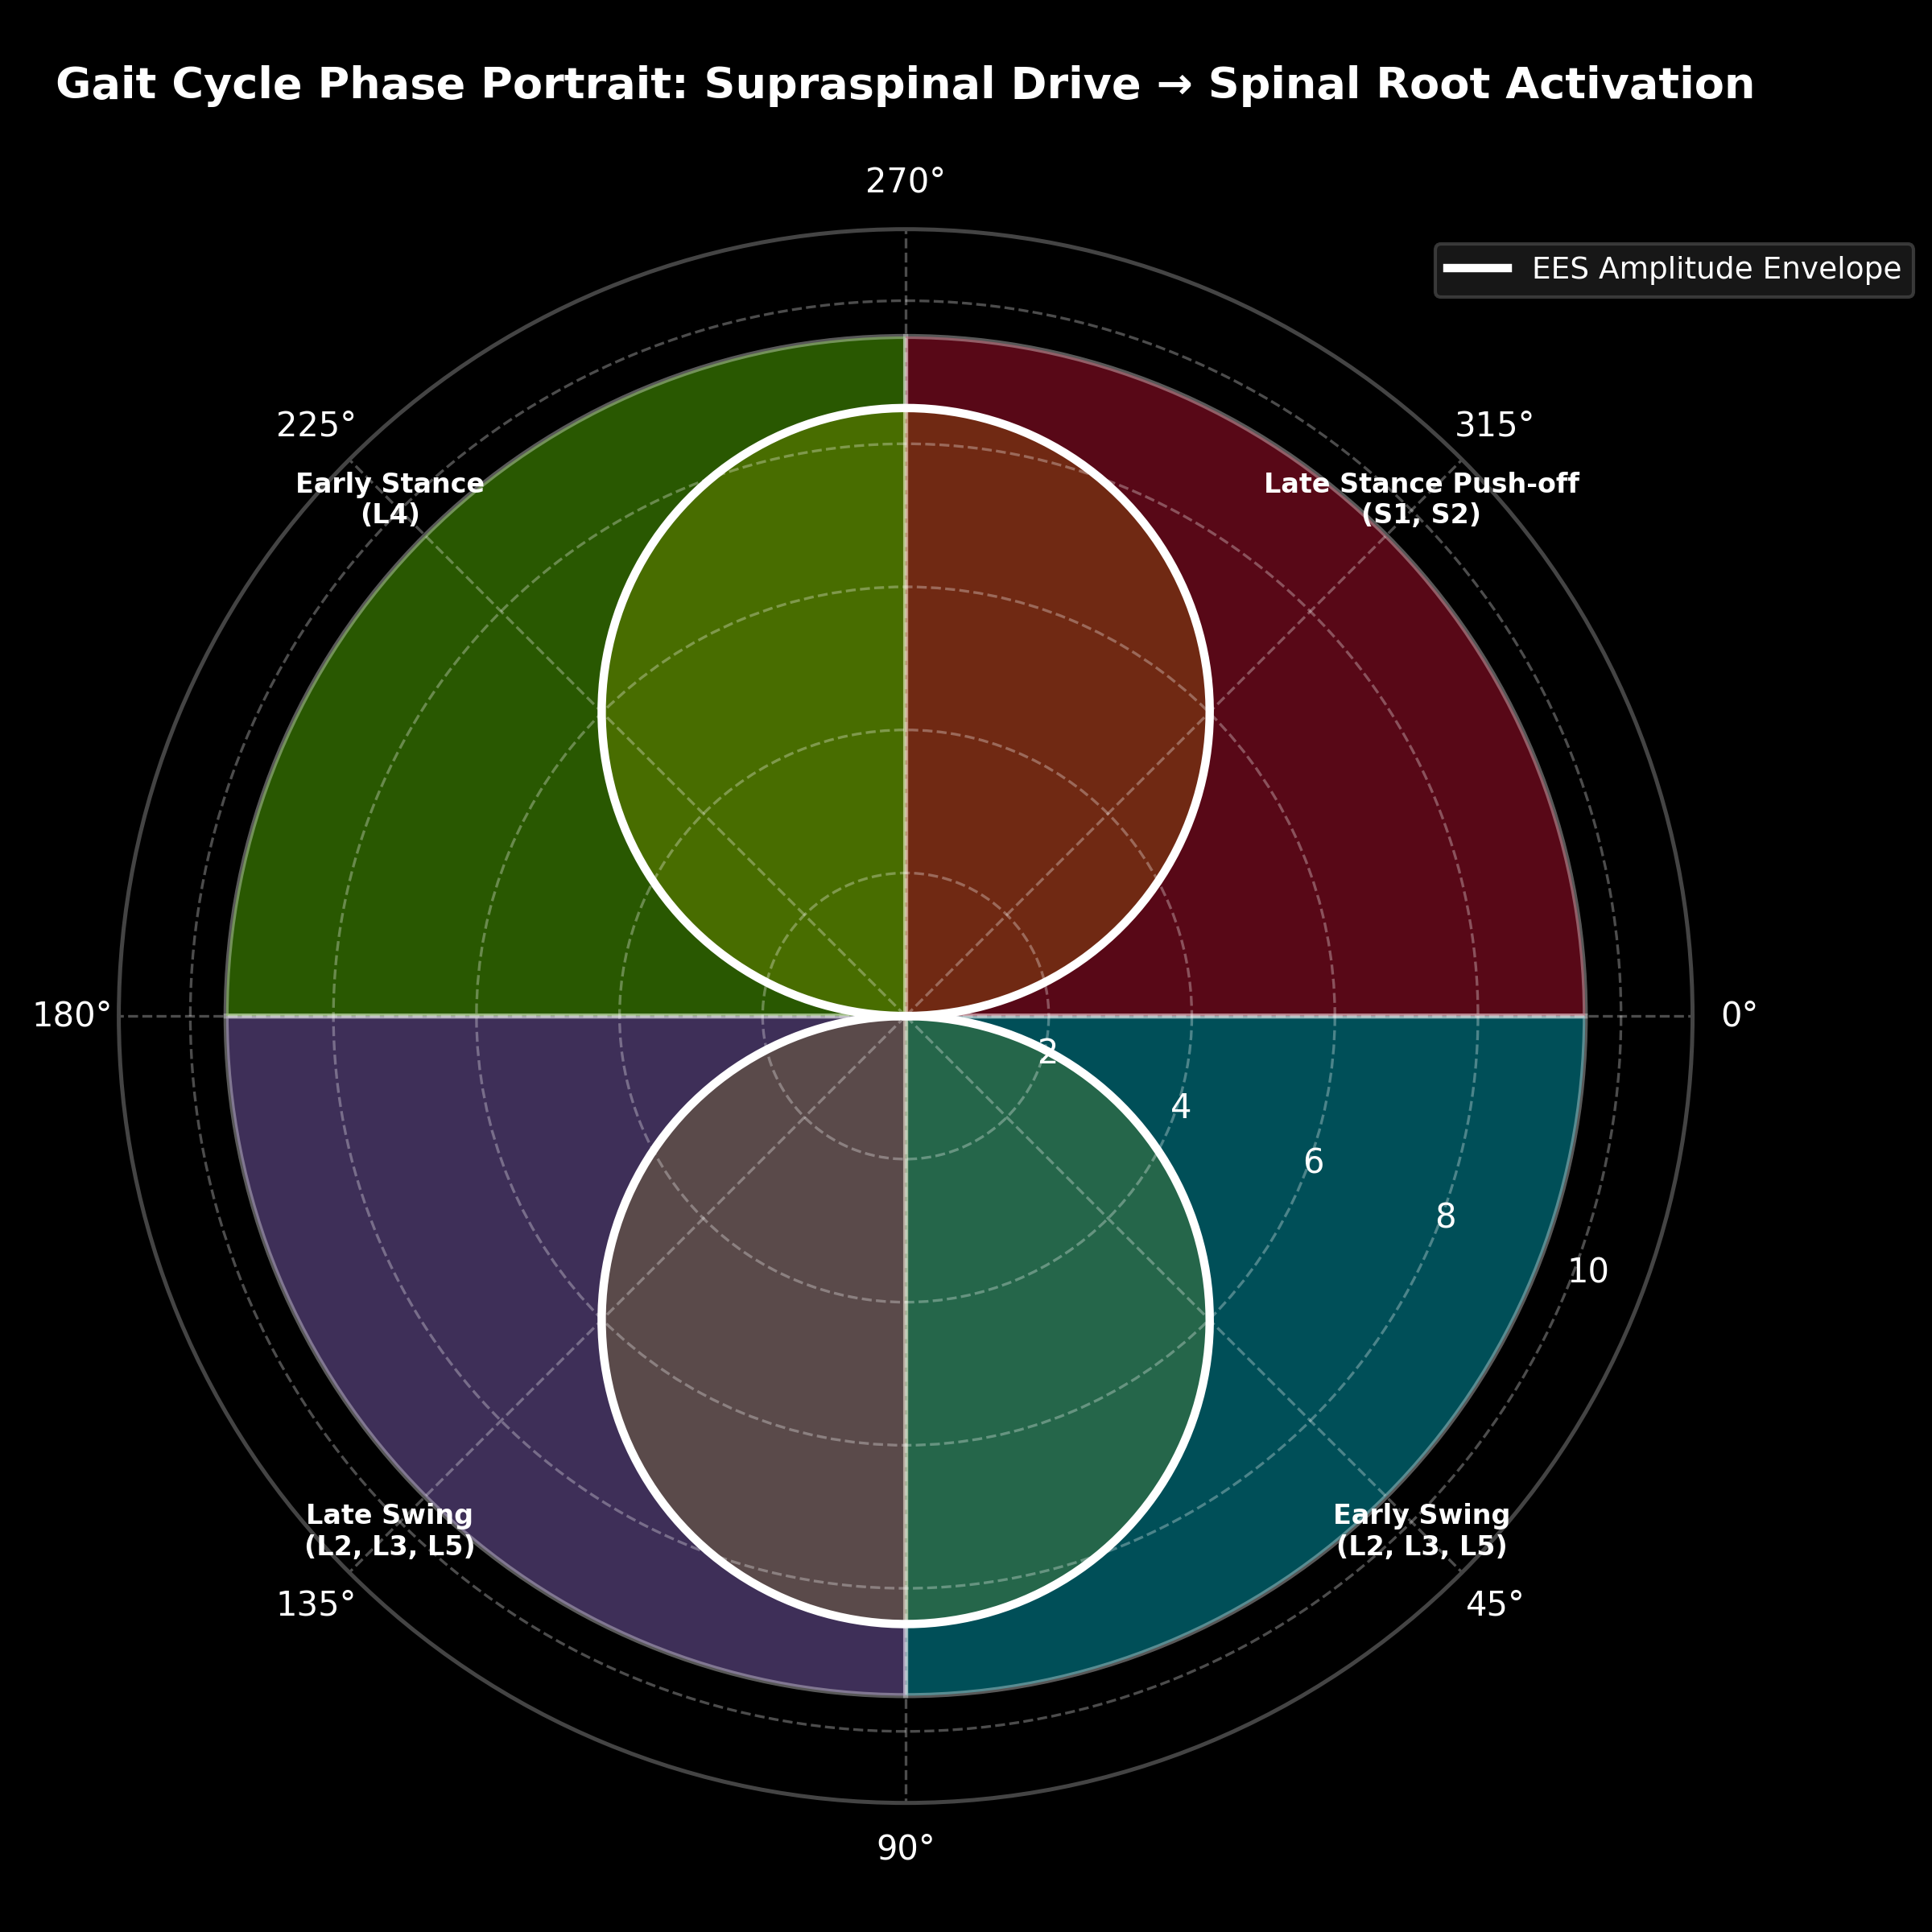 Gait Cycle Phase Portrait: Supraspinal Drive → Spinal Root Activation
270°
EES Amplitude Envelope
225°
315°
Early Stance
(L4)
Late Stance Push-off
(S1, S2)
180°
0°
2
4
6
8
10
Late Swing
(L2, L3, L5)
Early Swing
(L2, L3, L5)
135°
45°
90°